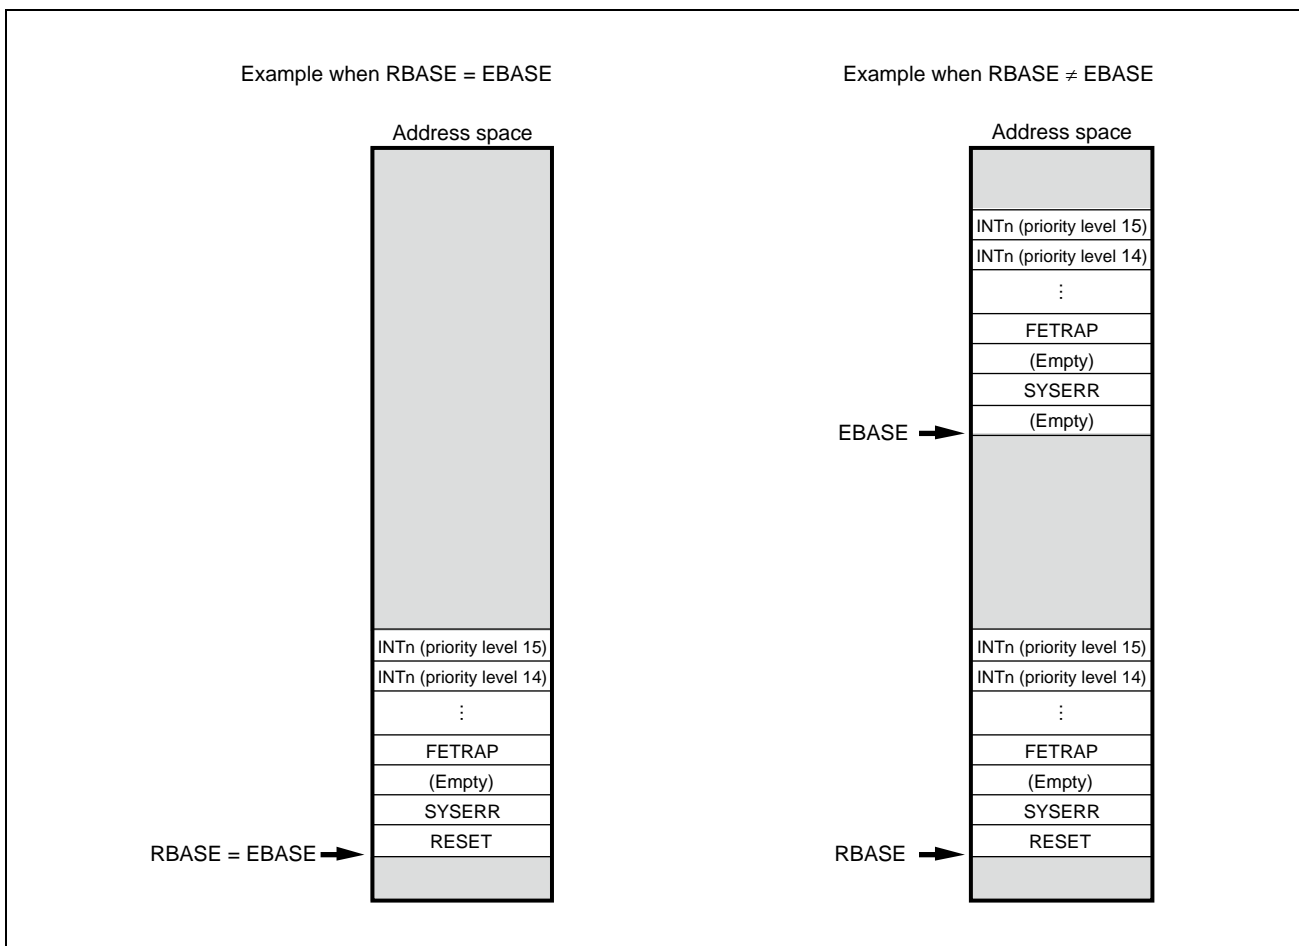 Example when RBASE = EBASE
Address space
INTn (priority level 15)
INTn (priority level 14)
⋮
FETRAP
(Empty)
SYSERR
RESET
RBASE = EBASE
Example when RBASE ≠ EBASE
Address space
INTn (priority level 15)
INTn (priority level 14)
⋮
FETRAP
(Empty)
SYSERR
(Empty)
EBASE
INTn (priority level 15)
INTn (priority level 14)
⋮
FETRAP
(Empty)
SYSERR
RESET
RBASE